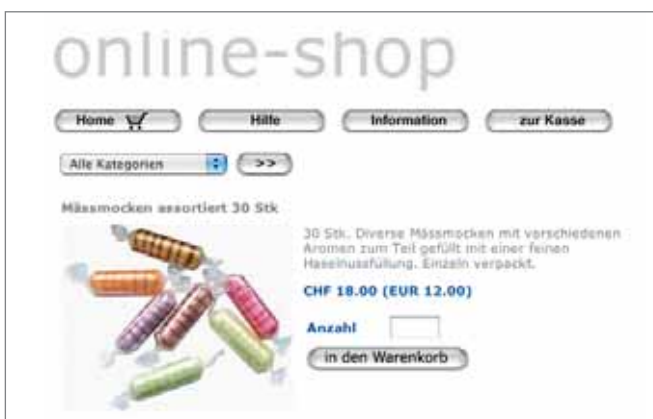 online-shop
Home
Hilfe
Information
zur Kasse
Alle Kategorien
>>
Mässmocken assortiert 30 Stk
30 Stk. Diverse Mässmocken mit verschiedenen
Aromen zum Teil gefüllt mit einer feinen
Haselnussfüllung. Einzeln verpackt.
CHF 18.00 (EUR 12.00)
Anzahl
in den Warenkorb